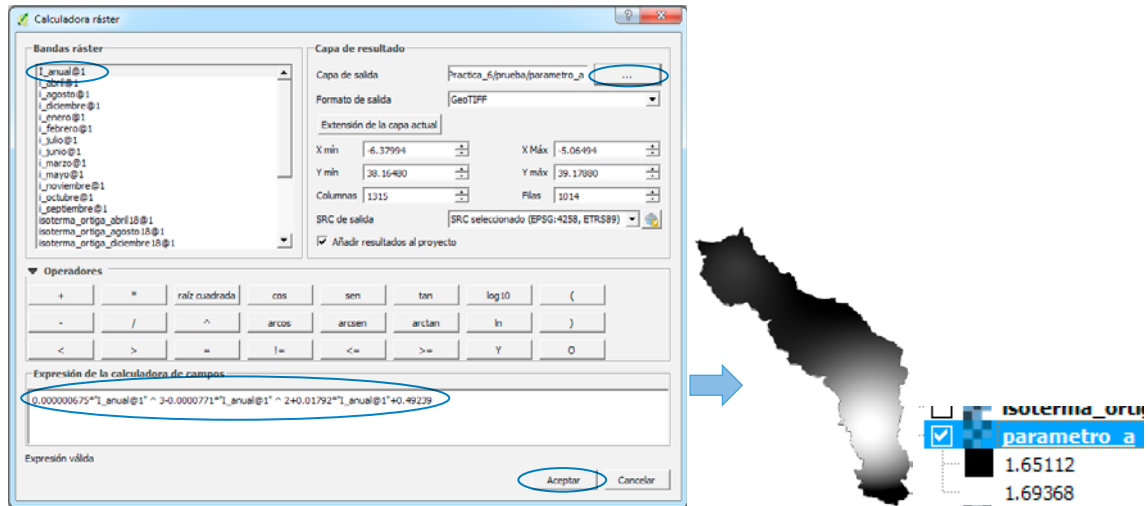 Calculadora ráster
Bandas ráster
I_anual@1
i_abril@1
i_agosto@1
i_diciembre@1
i_enero@1
i_febrero@1
i_julio@1
i_junio@1
i_marzo@1
i_mayo@1
i_noviembre@1
i_octubre@1
i_septiembre@1
isoterma_ortiga_abril18@1
isoterma_ortiga_agosto18@1
isoterma_ortiga_diciembre18@1
Capa de resultado
Capa de salida Practica_6/prueba/parametro_a ...
Formato de salida GeoTIFF
Extensión de la capa actual
X mín -6.37994 X Máx -5.06494
Y mín 38.16480 Y máx 39.17880
Columnas 1315 Filas 1014
SRC de salida SRC seleccionado (EPSG:4258, ETRS89)
Añadir resultados al proyecto
Operadores
+ * raíz cuadrada cos sen tan log10 (
- / ^ arcos arcsen arctan ln )
< > = != <= >= Y O
Expresión de la calculadora de campos
0.000000675*"I_anual@1" ^ 3-0.0000771*"I_anual@1" ^ 2+0.01792*"I_anual@1"+0.49239
Expresión válida
Aceptar Cancelar
parametro_a
1.65112
1.69368